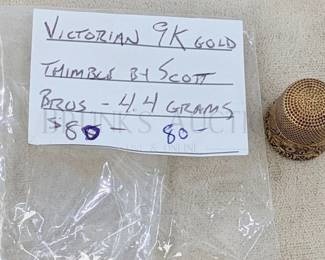 VICTORIAN 9K GOLD
THIMBLE BY SCOTT
BROS - 4.4 GRAMS
$80- 80-